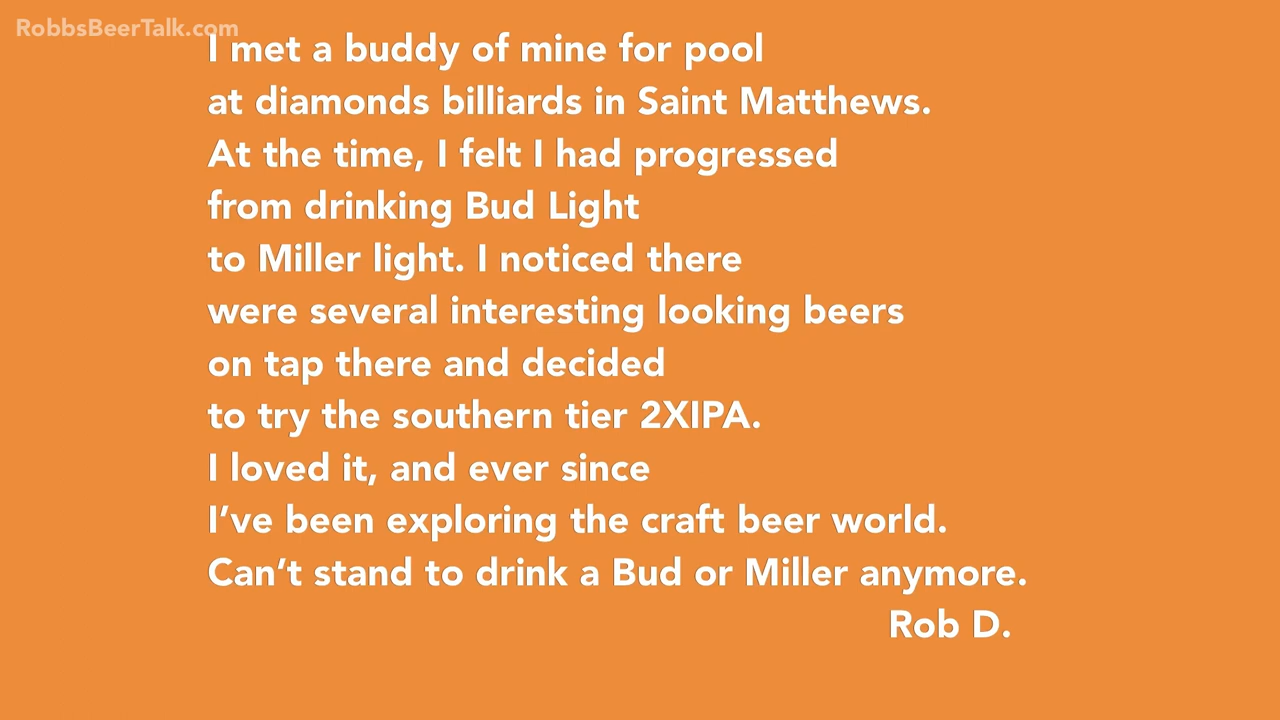 RobbsBeerTalk.com
I met a buddy of mine for pool
at diamonds billiards in Saint Matthews.
At the time, I felt I had progressed
from drinking Bud Light
to Miller light. I noticed there
were several interesting looking beers
on tap there and decided
to try the southern tier 2XIPA.
I loved it, and ever since
I’ve been exploring the craft beer world.
Can’t stand to drink a Bud or Miller anymore.
Rob D.